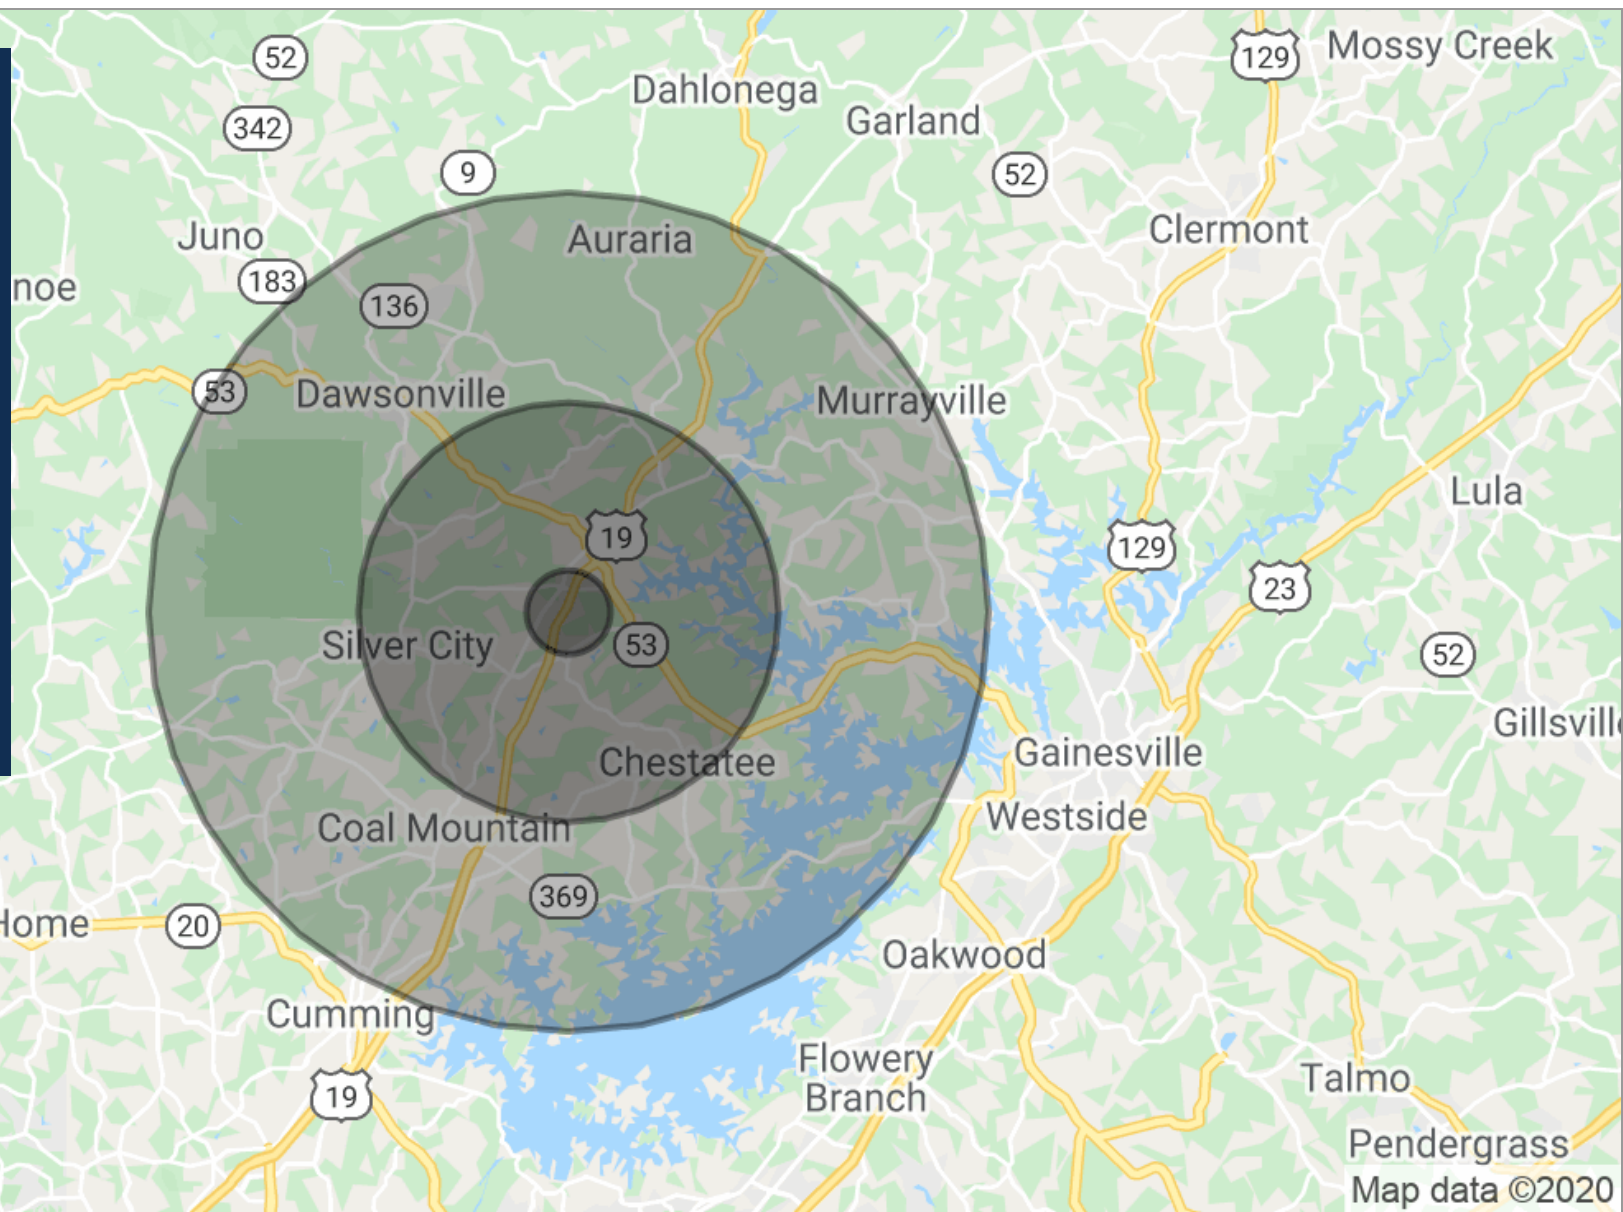 52
129
Mossy Creek
Dahlonega
342
Garland
9
52
Juno
Auraria
Clermont
183
noe
136
53
Dawsonville
Murrayville
Lula
19
129
23
Silver City
53
52
Gillsvill
Chestatee
Gainesville
Westside
Coal Mountain
369
Home
20
Oakwood
Cumming
Flowery
Branch
19
Talmo
Pendergrass
Map data ©2020